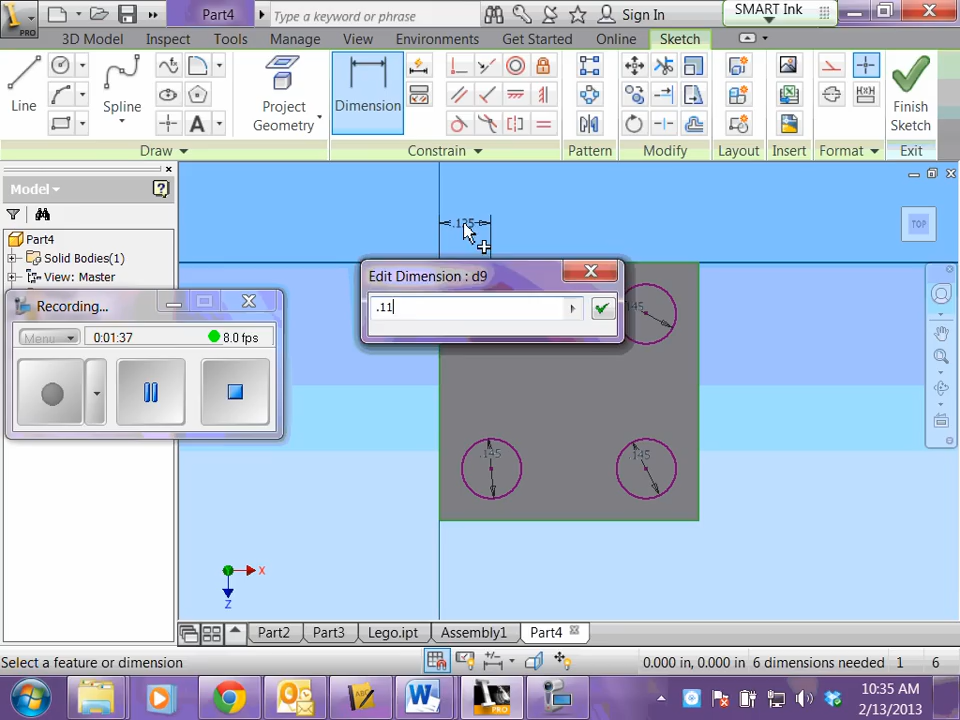 Part4
Type a keyword or phrase
Sign In
SMART Ink
PRO
3D Model
Inspect
Tools
Manage
View
Environments
Get Started
Online
Sketch
Line
Spline
Project
Geometry
Dimension
Finish
Sketch
Draw
Constrain
Pattern
Modify
Layout
Insert
Format
Exit
Model
Part4
Solid Bodies(1)
View: Master
TOP
.125
Edit Dimension : d9
.11
Recording...
Menu
0:01:37
8.0 fps
.145
.145
.145
X
Z
Part2
Part3
Lego.ipt
Assembly1
Part4
Select a feature or dimension
0.000 in, 0.000 in
6 dimensions needed
1
6
PRO
10:35 AM
2/13/2013